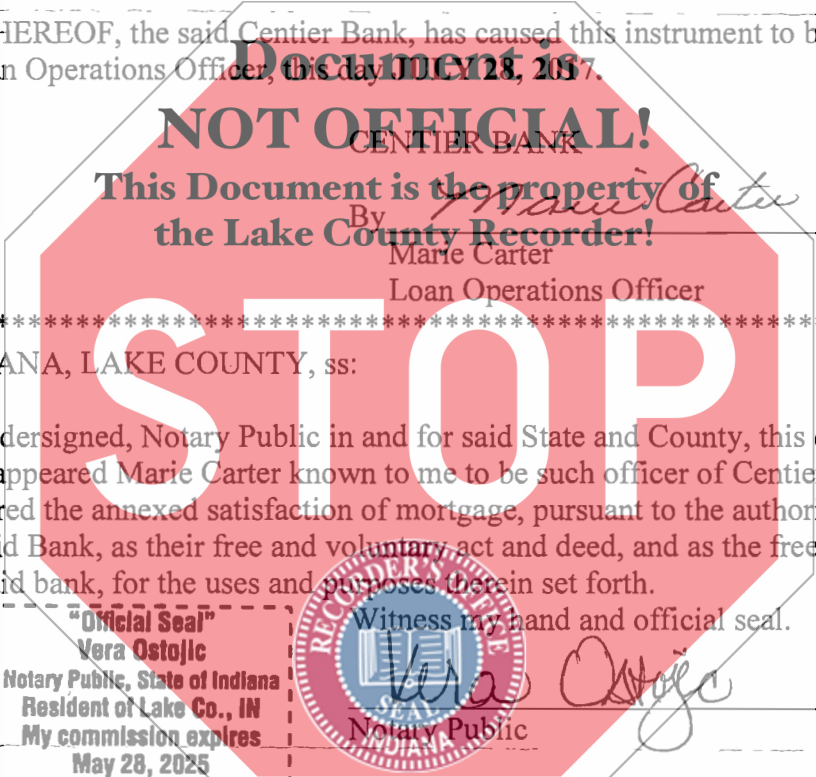 HEREOF, the said Centier Bank, has caused this instrument to b
n Operations Officer, this day JULY 28, 2017.
Document is
NOT OFFICIAL!
This Document is the property of
the Lake County Recorder!
CENTIER BANK
By Marie Carter
Marie Carter
Loan Operations Officer
STOP
ANA, LAKE COUNTY, ss:
dersigned, Notary Public in and for said State and County, this
appeared Marie Carter known to me to be such officer of Centie
red the annexed satisfaction of mortgage, pursuant to the author
d Bank, as their free and voluntary act and deed, and as the free
id bank, for the uses and purposes therein set forth.
Witness my hand and official seal.
"Official Seal"
Vera Ostojic
Notary Public, State of Indiana
Resident of Lake Co., IN
My commission expires
May 28, 2025
RECORDER'S OFFICE
SEAL
INDIANA
Vera Ostojic
Notary Public